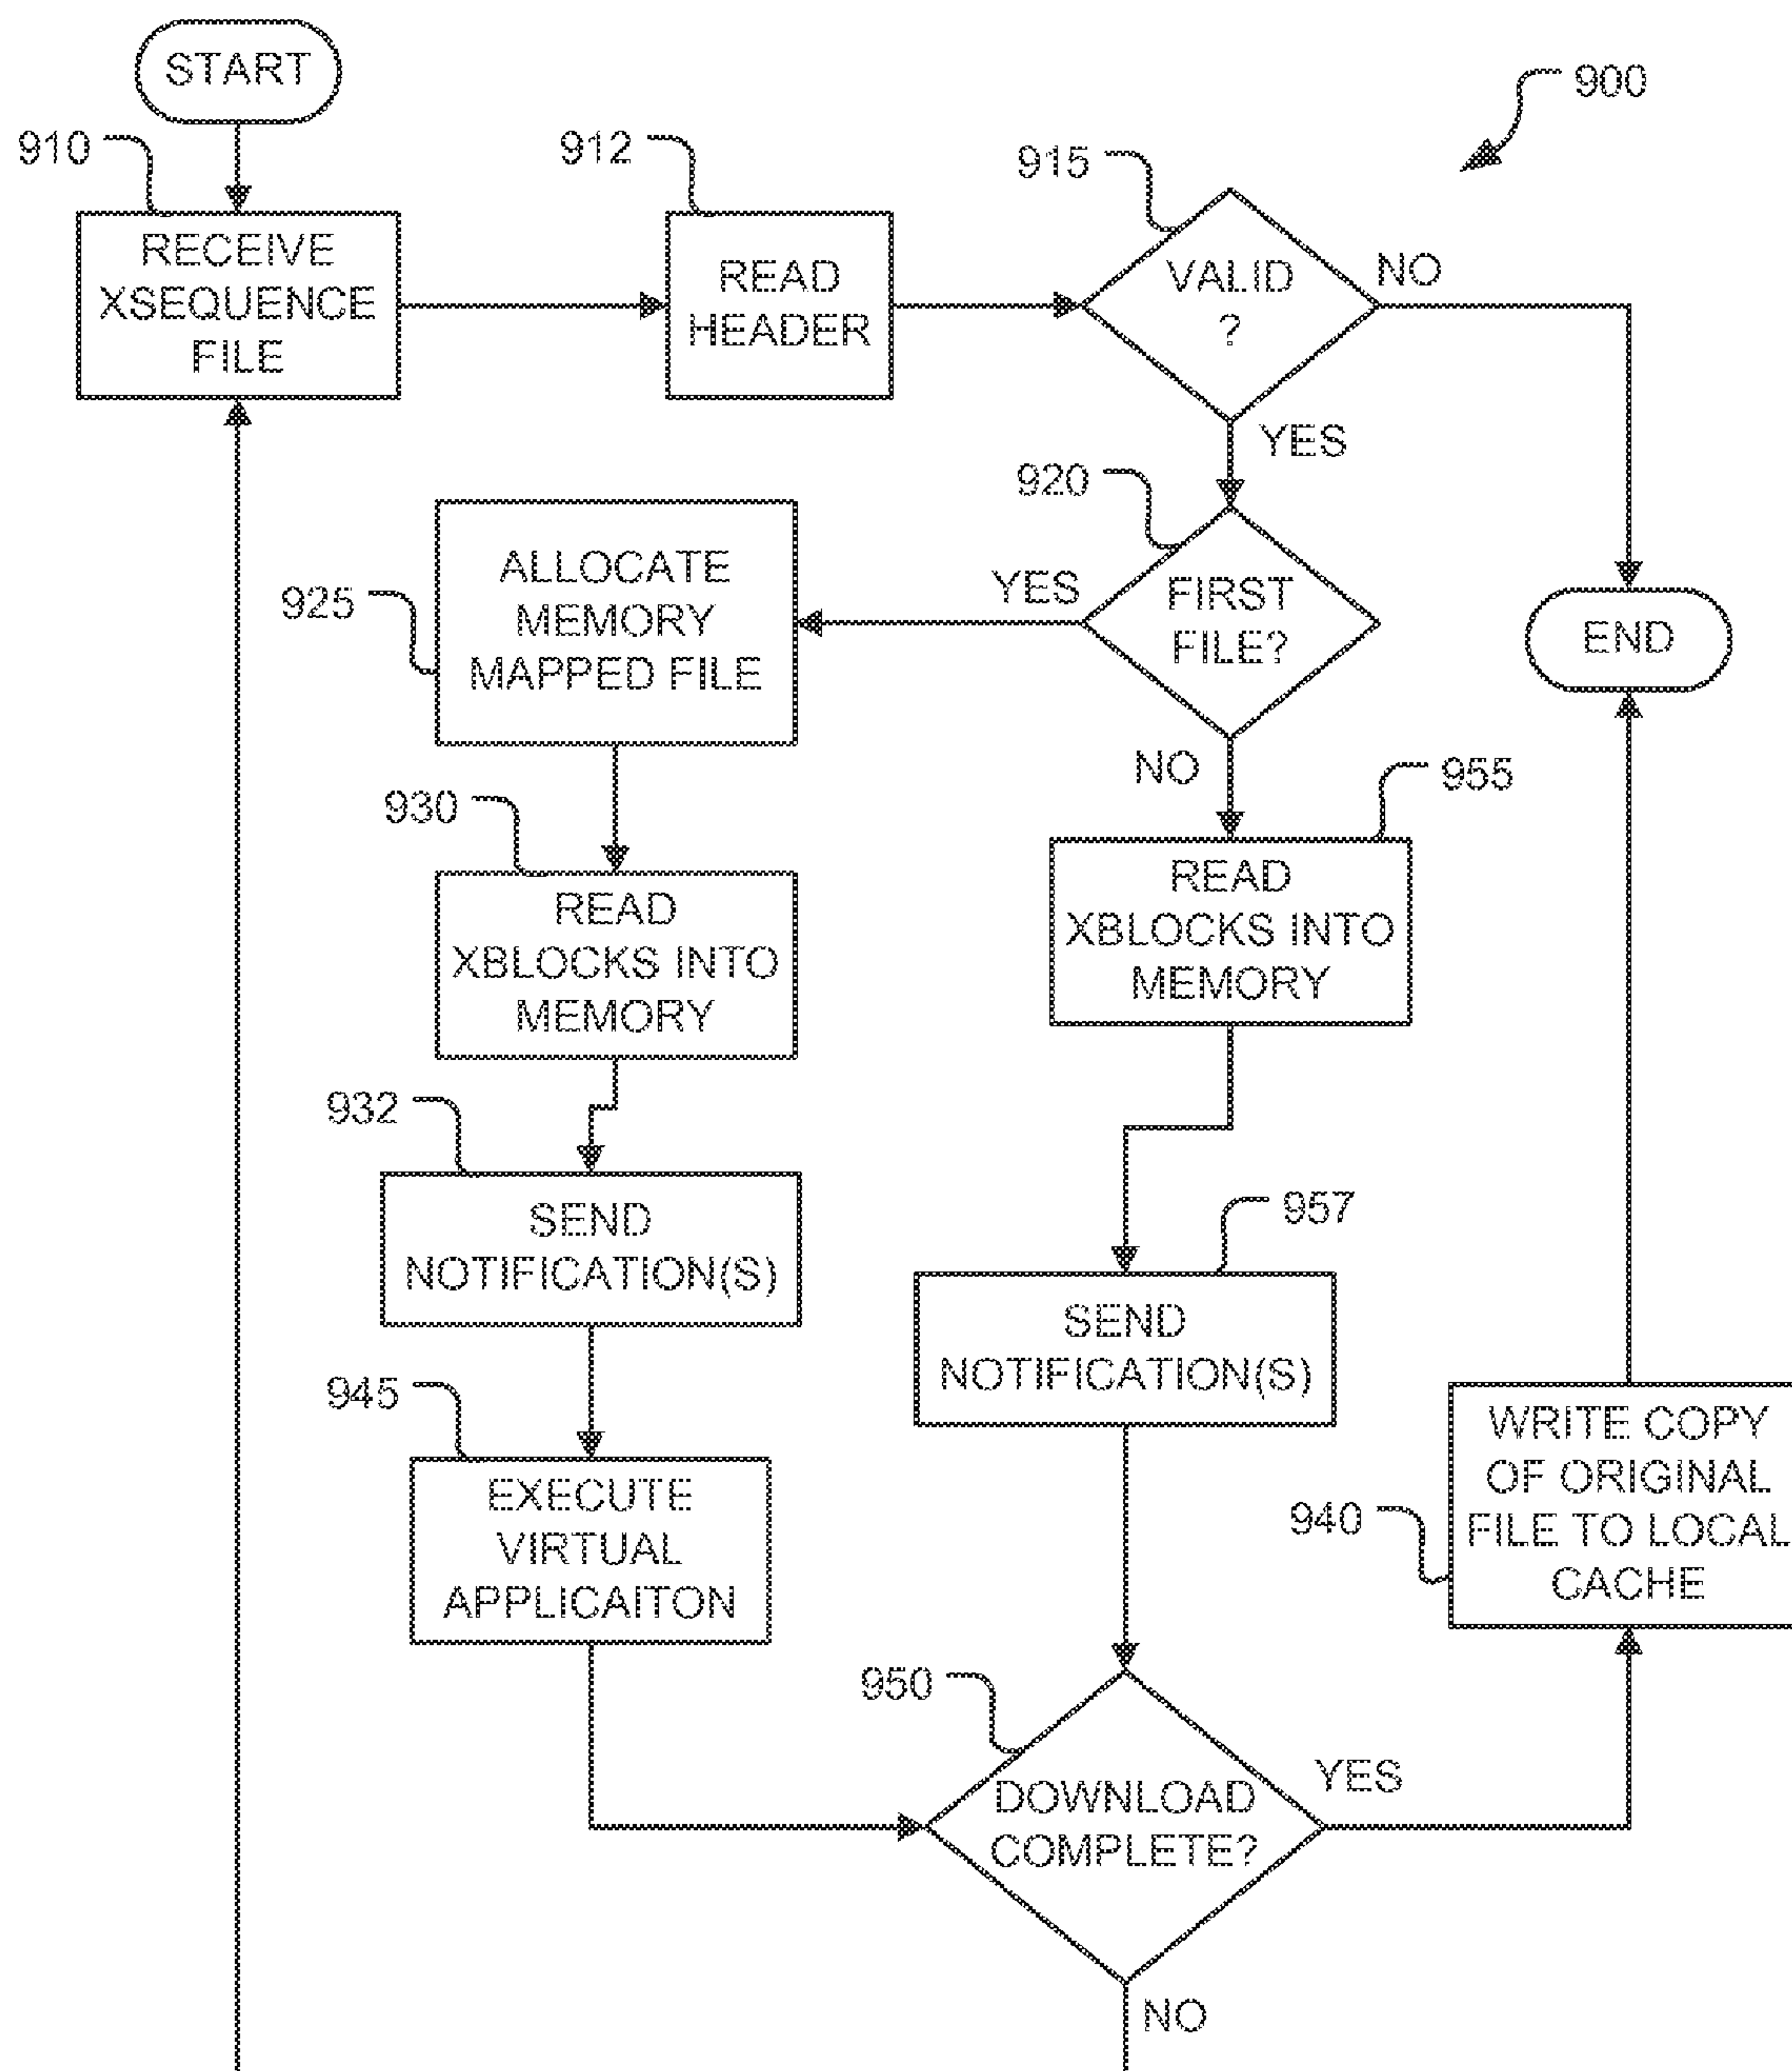 START
900
910
912
915
RECEIVE
XSEQUENCE
FILE
READ
HEADER
VALID
?
NO
YES
920
925
ALLOCATE
MEMORY
MAPPED FILE
YES
FIRST
FILE?
END
NO
930
955
READ
XBLOCKS INTO
MEMORY
READ
XBLOCKS INTO
MEMORY
932
957
SEND
NOTIFICATION(S)
SEND
NOTIFICATION(S)
945
940
EXECUTE
VIRTUAL
APPLICAITON
WRITE COPY
OF ORIGINAL
FILE TO LOCAL
CACHE
950
DOWNLOAD
COMPLETE?
YES
NO